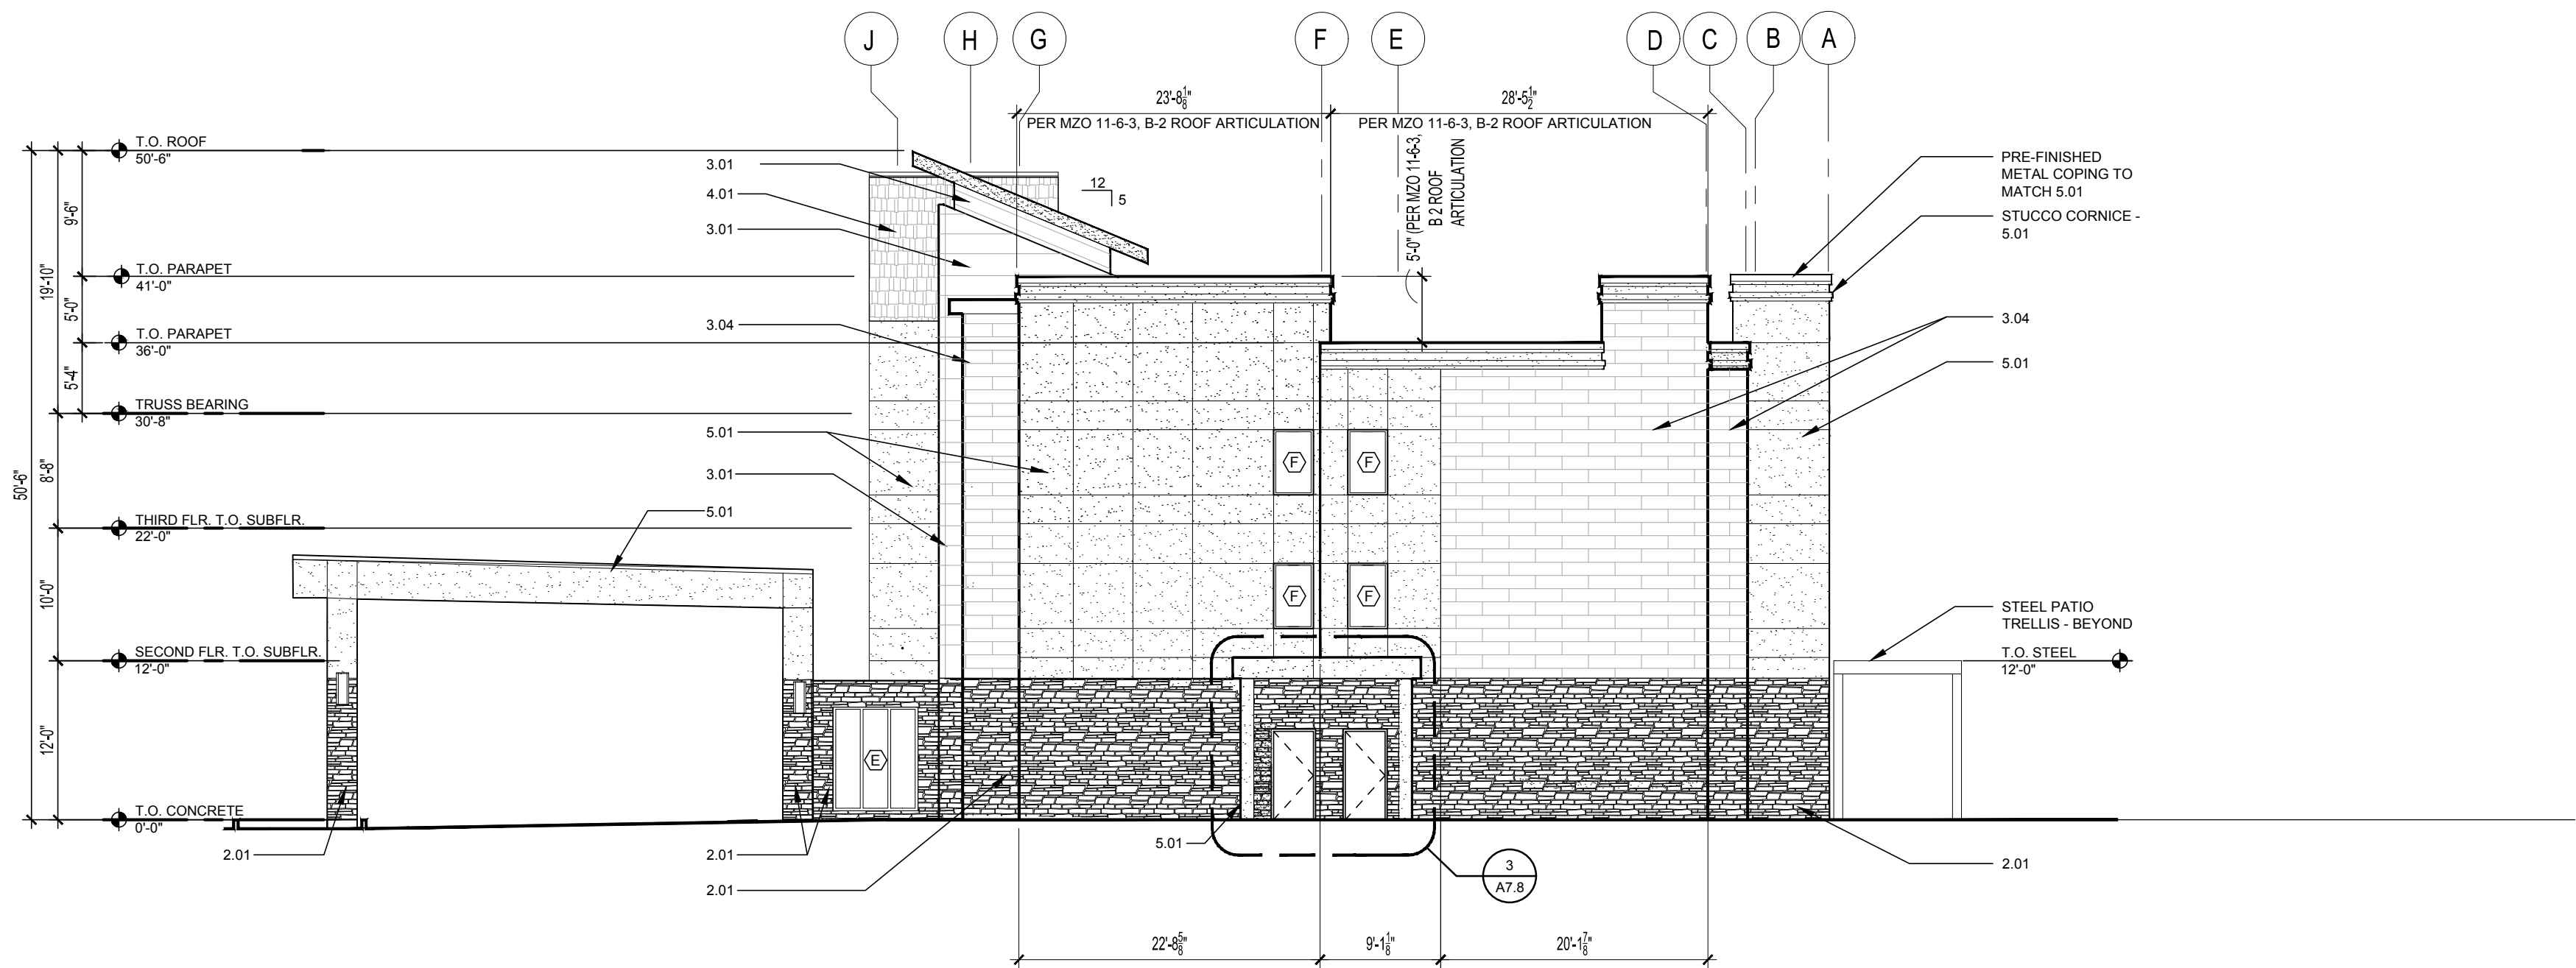 J H G F E D C B A
23'-8 1/8" 28'-5 1/2"
PER MZO 11-6-3, B-2 ROOF ARTICULATION PER MZO 11-6-3, B-2 ROOF ARTICULATION
5'-0" (PER MZO 11-6-3,
B 2 ROOF
ARTICULATION
T.O. ROOF
50'-6"
T.O. PARAPET
41'-0"
T.O. PARAPET
36'-0"
TRUSS BEARING
30'-8"
THIRD FLR. T.O. SUBFLR.
22'-0"
SECOND FLR. T.O. SUBFLR.
12'-0"
T.O. CONCRETE
0'-0"
50'-6"
19'-10"
8'-8"
10'-0"
12'-0"
9'-6"
5'-0"
5'-4"
3.01
4.01
3.01
3.04
5.01
3.01
5.01
12
5
F F
F F
E
2.01
2.01
2.01
5.01
3
A7.8
PRE-FINISHED
METAL COPING TO
MATCH 5.01
STUCCO CORNICE -
5.01
3.04
5.01
STEEL PATIO
TRELLIS - BEYOND
T.O. STEEL
12'-0"
2.01
22'-8 5/8" 9'-1 1/8" 20'-1 7/8"